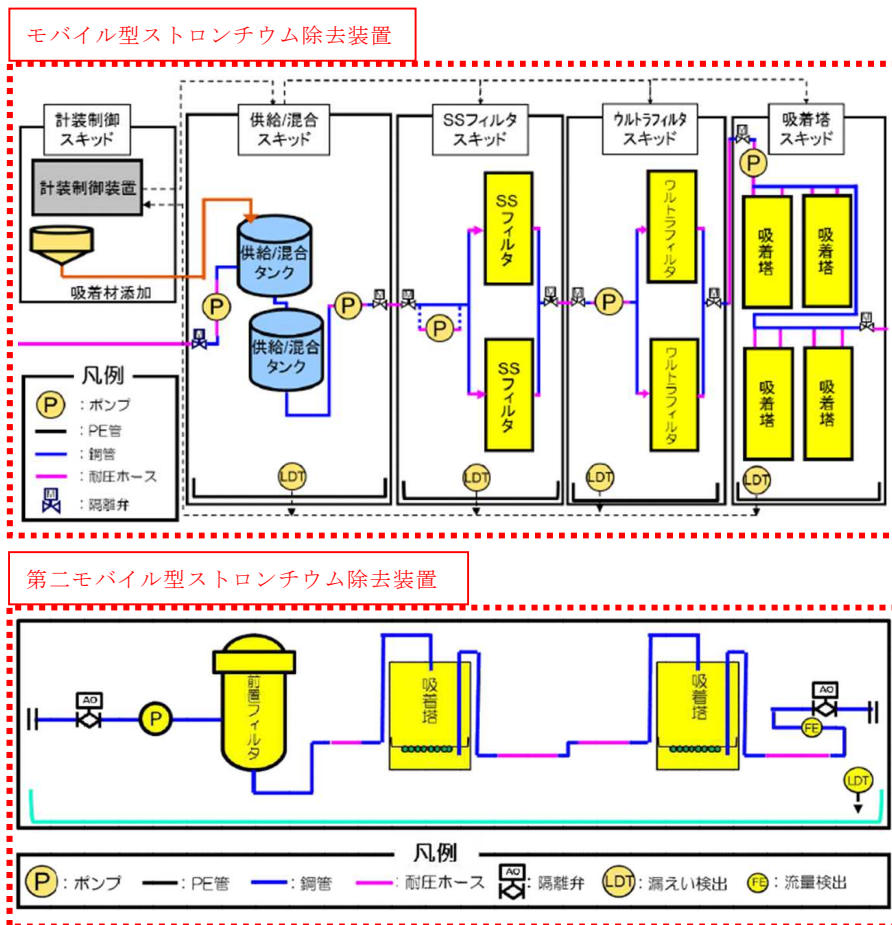 モバイル型ストロンチウム除去装置
計装制御
スキッド
供給/混合
スキッド
SSフィルタ
スキッド
ウルトラフィルタ
スキッド
吸着塔
スキッド
計装制御装置
吸着材添加
供給/混合
タンク
供給/混合
タンク
P
P
M
M
M
P
SS
フィルタ
SS
フィルタ
M
M
P
ウルトラフィルタ
ウルトラフィルタ
M
M
P
吸着塔
吸着塔
M
吸着塔
吸着塔
LDT
LDT
LDT
LDT
凡例
P:ポンプ
:PE管
:鋼管
:耐圧ホース
M:隔離弁
第二モバイル型ストロンチウム除去装置
AO
P
前置フィルタ
吸着塔
吸着塔
AO
FE
LDT
凡例
P:ポンプ :PE管 :鋼管 :耐圧ホース AO:隔離弁 LDT:漏えい検出 FE:流量検出